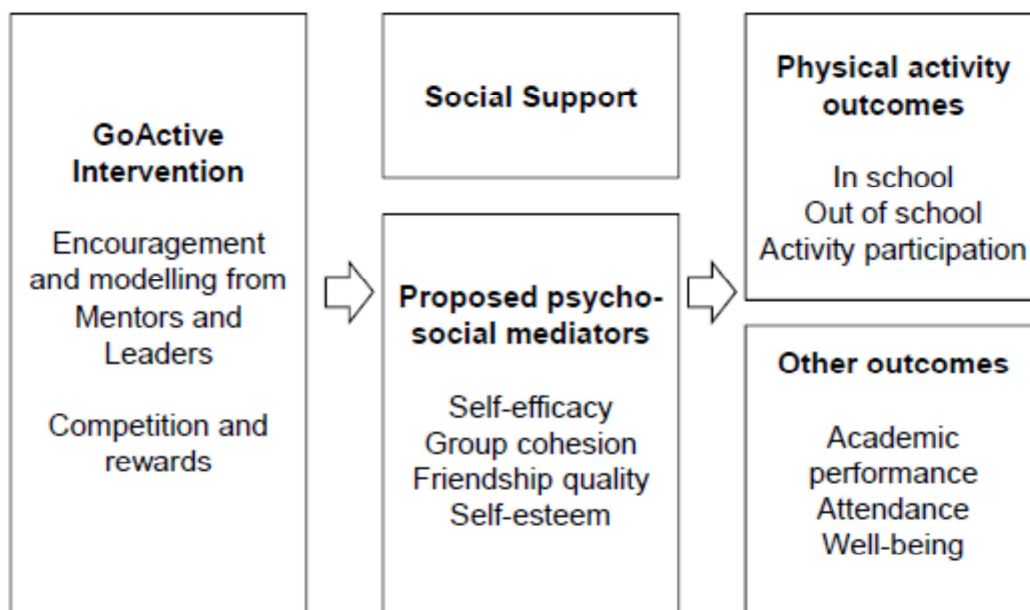 GoActive
Intervention
Encouragement
and modelling from
Mentors and
Leaders
Competition and
rewards
Social Support
Proposed psycho-
social mediators
Self-efficacy
Group cohesion
Friendship quality
Self-esteem
Physical activity
outcomes
In school
Out of school
Activity participation
Other outcomes
Academic
performance
Attendance
Well-being